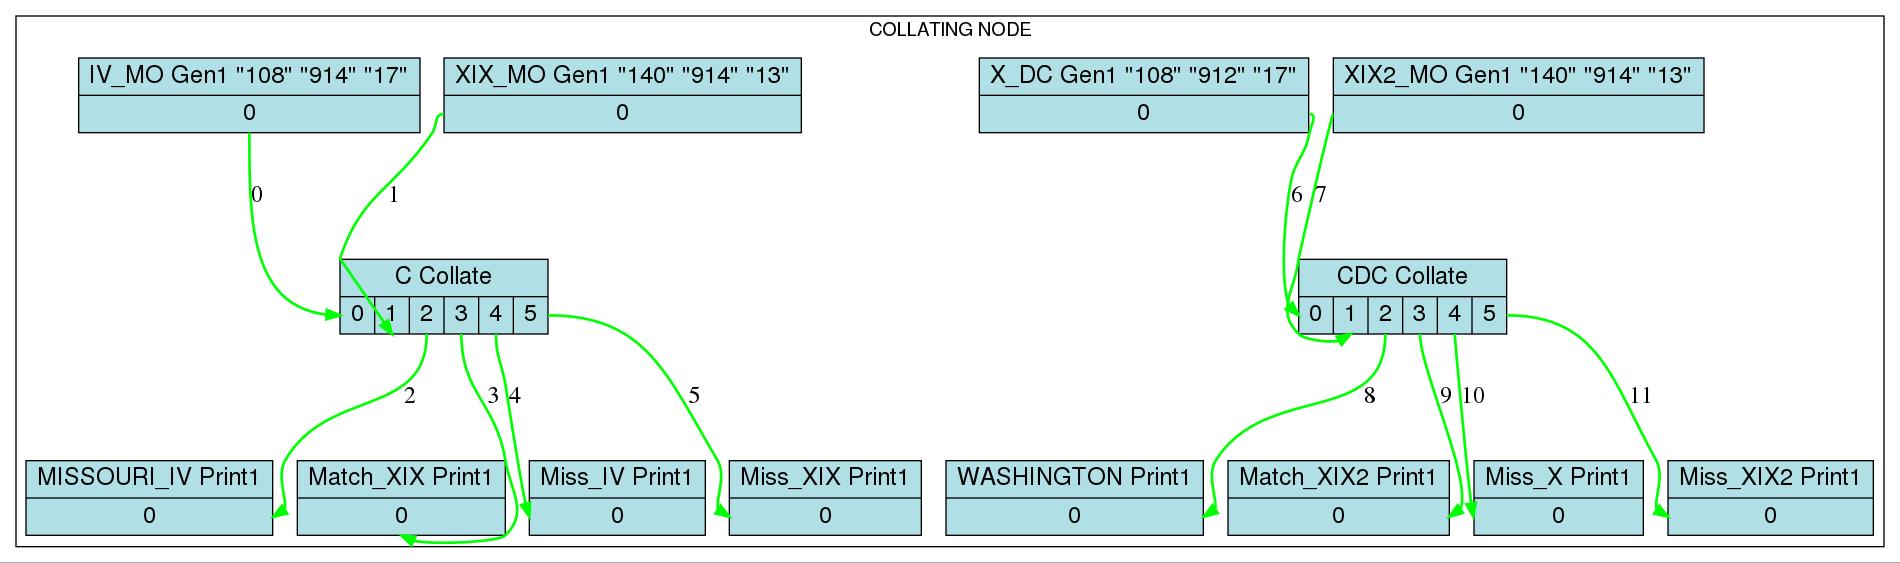 COLLATING NODE
IV_MO Gen1 "108" "914" "17"
0
XIX_MO Gen1 "140" "914" "13"
0
X_DC Gen1 "108" "912" "17"
0
XIX2_MO Gen1 "140" "914" "13"
0
0
1
6
7
C Collate
0 1 2 3 4 5
CDC Collate
0 1 2 3 4 5
2
3
4
5
8
9
10
11
MISSOURI_IV Print1
0
Match_XIX Print1
0
Miss_IV Print1
0
Miss_XIX Print1
0
WASHINGTON Print1
0
Match_XIX2 Print1
0
Miss_X Print1
0
Miss_XIX2 Print1
0